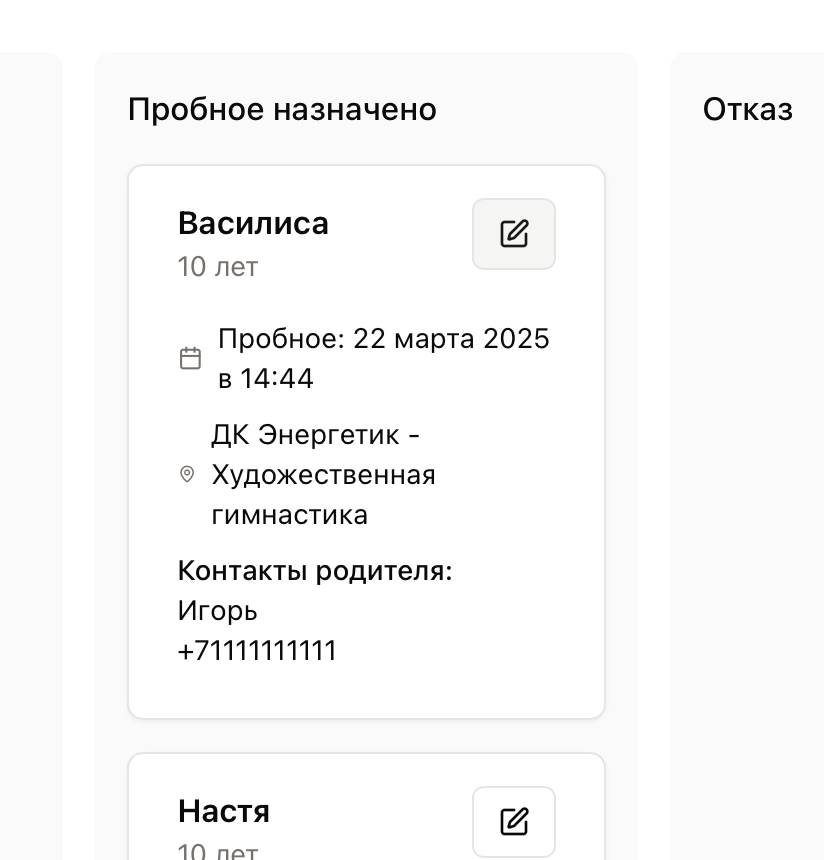 Пробное назначено
Василиса
10 лет
Пробное: 22 марта 2025
в 14:44
ДК Энергетик -
Художественная
гимнастика
Контакты родителя:
Игорь
+71111111111
Настя
10 лет
Отказ